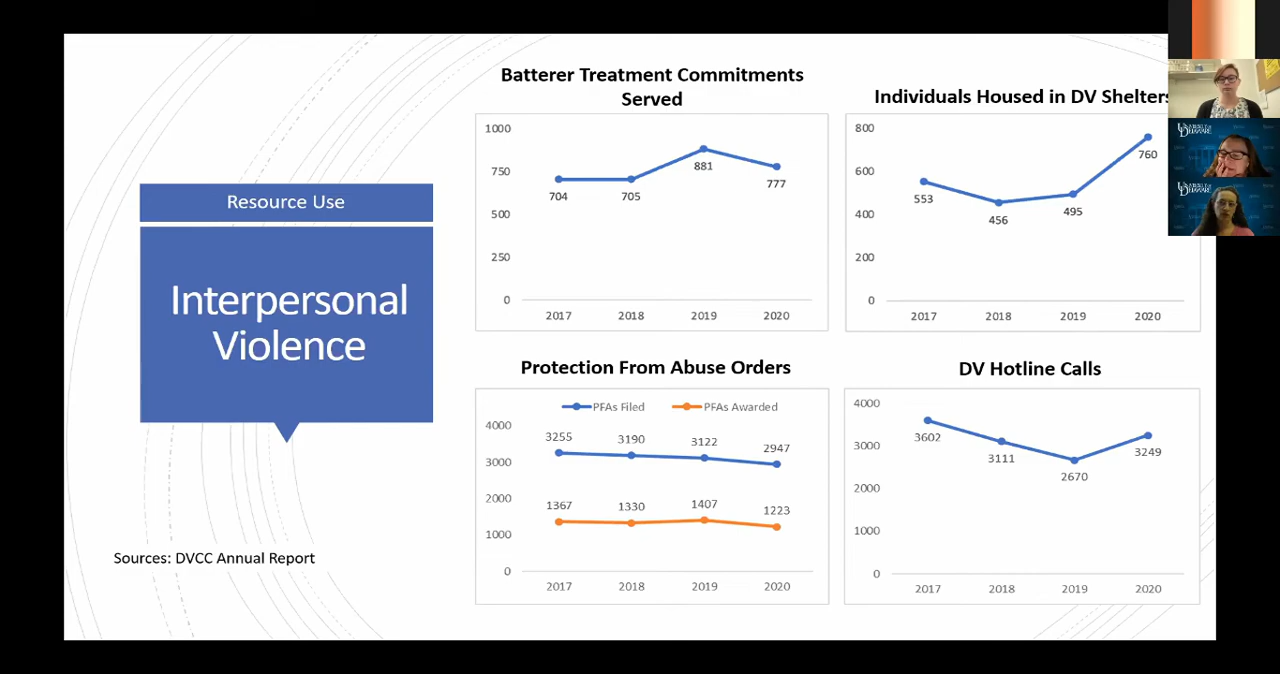 Resource Use
Interpersonal
Violence
Sources: DVCC Annual Report
Batterer Treatment Commitments
Served
1000
750
500
250
0
704
705
881
777
2017 2018 2019 2020
Individuals Housed in DV Shelters
800
600
400
200
0
553
456
495
760
2017 2018 2019 2020
Protection From Abuse Orders
PFAs Filed PFAs Awarded
4000
3000
2000
1000
0
3255 3190 3122 2947
1367 1330 1407 1223
2017 2018 2019 2020
DV Hotline Calls
4000
3000
2000
1000
0
3602
3111
2670
3249
2017 2018 2019 2020